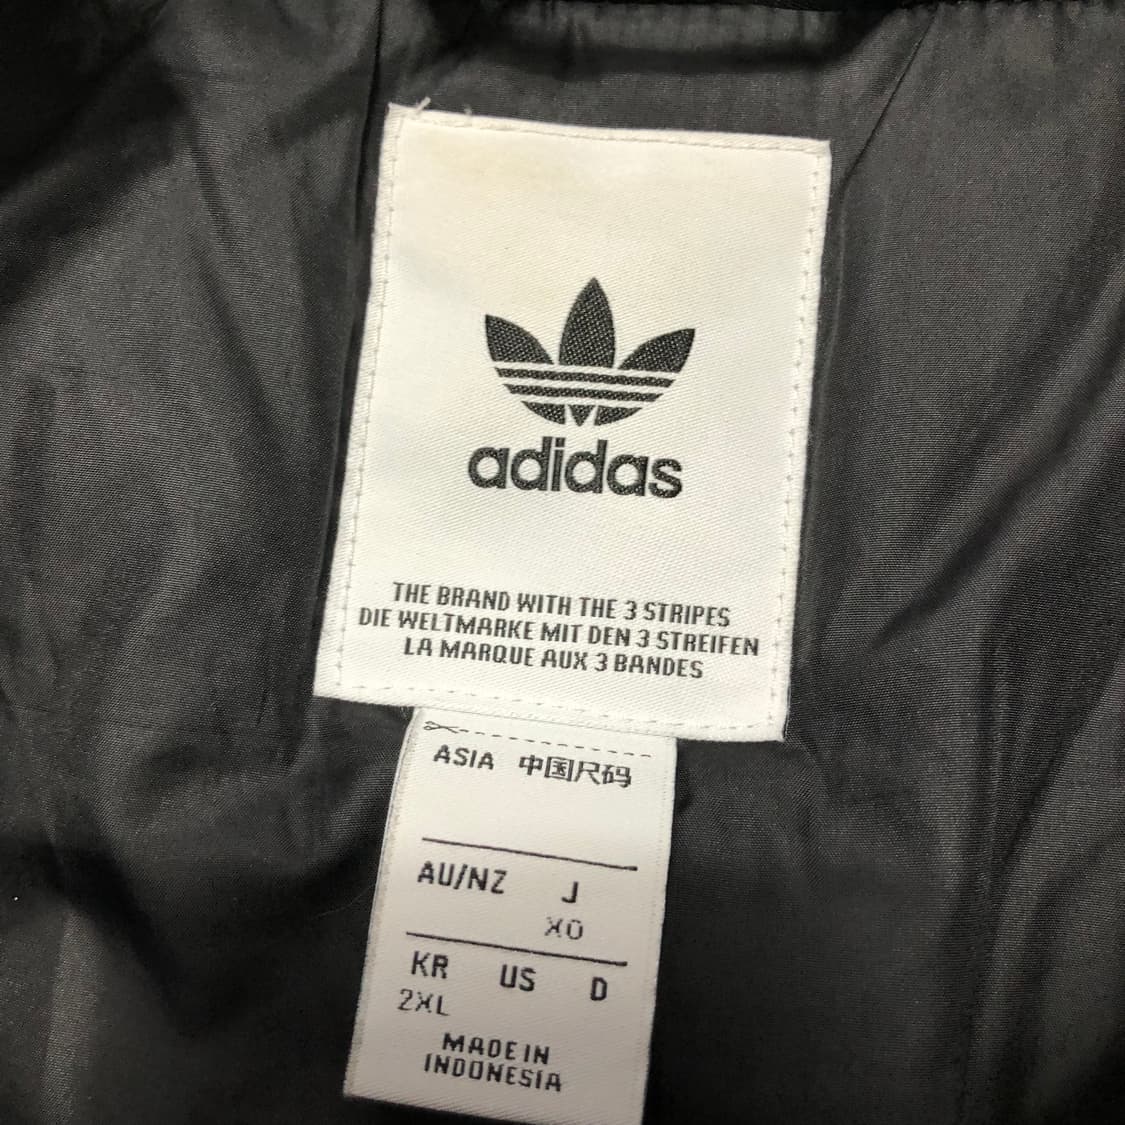 adidas
THE BRAND WITH THE 3 STRIPES
DIE WELTMARKE MIT DEN 3 STREIFEN
LA MARQUE AUX 3 BANDES
ASIA 中国尺码
AU/NZ J
XO
KR US D
2XL
MADE IN
INDONESIA